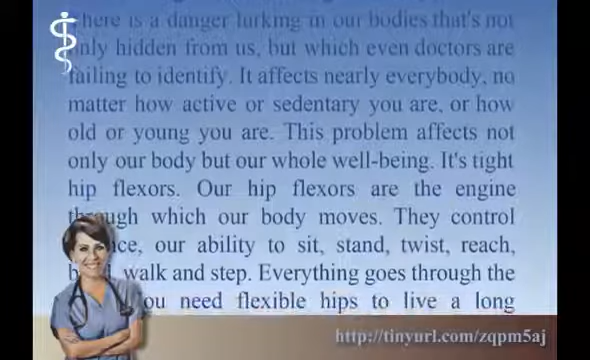 There is a danger lurking in our bodies that's not
only hidden from us, but which even doctors are
failing to identify. It affects nearly everybody, no
matter how active or sedentary you are, or how
old or young you are. This problem affects not
only our body but our whole well-being. It's tight
hip flexors. Our hip flexors are the engine
through which our body moves. They control
our ability to sit, stand, twist, reach,
walk and step. Everything goes through the
you need flexible hips to live a long
http://tinyurl.com/zqpm5aj